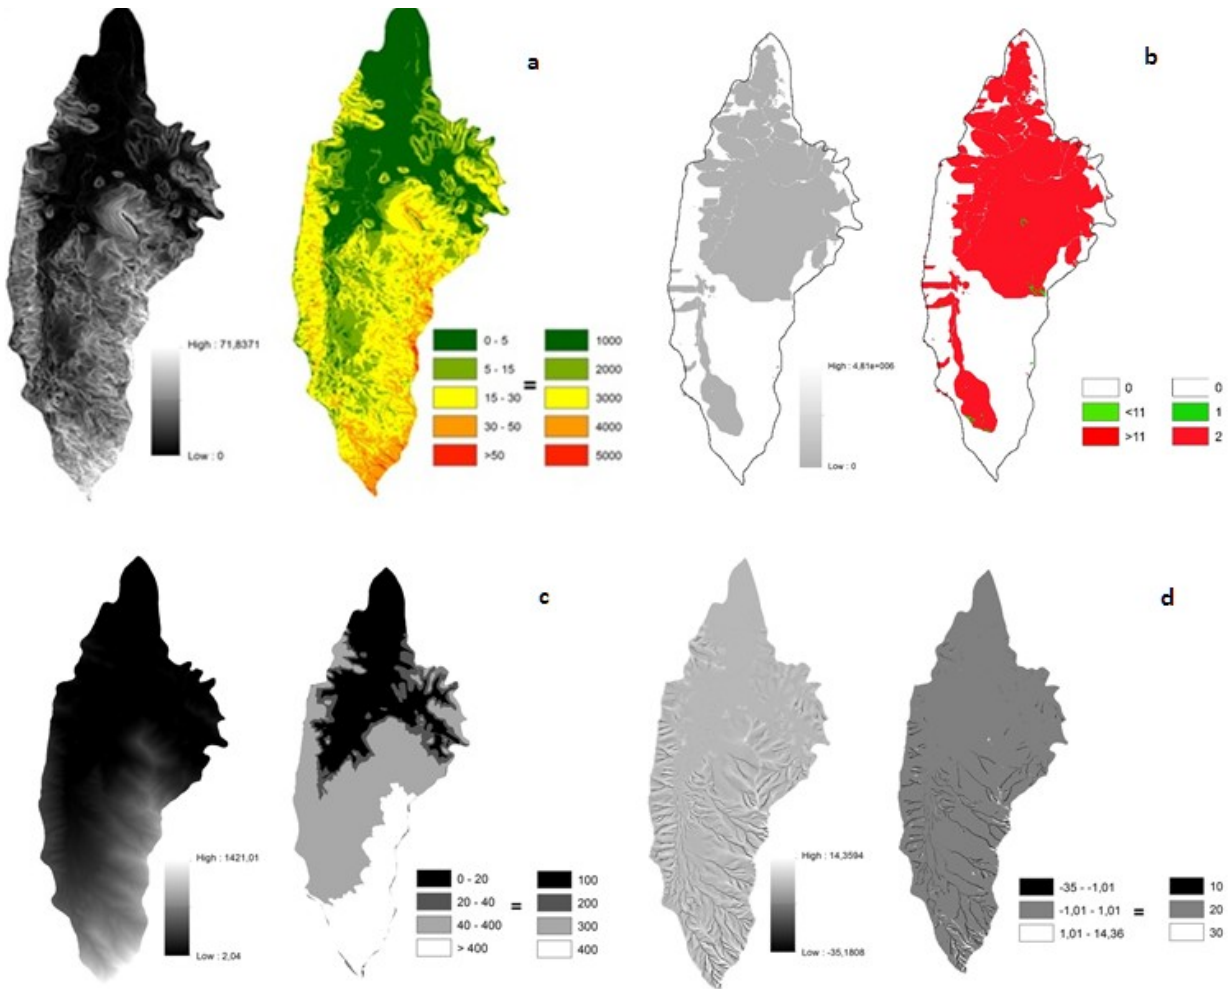 a
High : 71,8371
Low : 0
0 - 5
5 - 15
15 - 30
30 - 50
>50
=
1000
2000
3000
4000
5000
b
High : 4,81e+006
Low : 0
0
<11
>11
0
1
2
c
High : 1421,01
Low : 2,04
0 - 20
20 - 40
40 - 400
> 400
=
100
200
300
400
d
High : 14,3594
Low : -35,1808
-35 - -1,01
-1,01 - 1,01
1,01 - 14,36
=
10
20
30